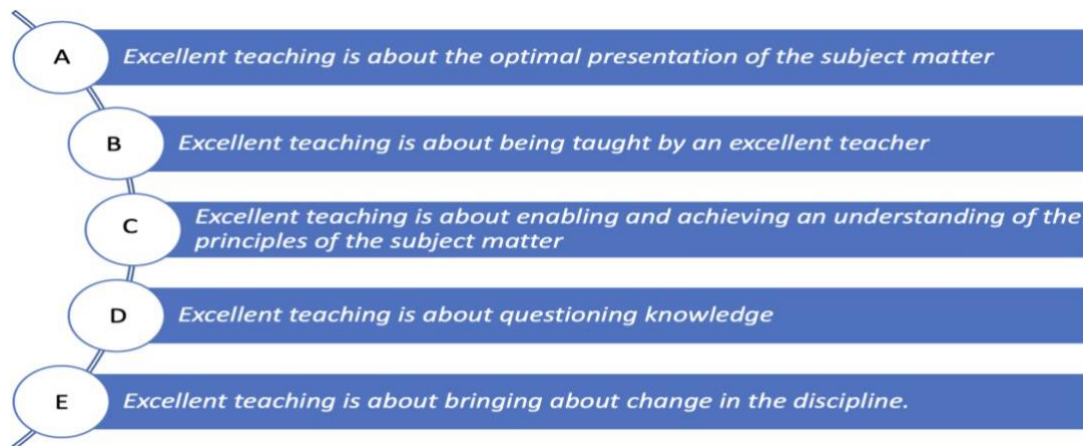 A
Excellent teaching is about the optimal presentation of the subject matter
B
Excellent teaching is about being taught by an excellent teacher
C
Excellent teaching is about enabling and achieving an understanding of the
principles of the subject matter
D
Excellent teaching is about questioning knowledge
E
Excellent teaching is about bringing about change in the discipline.